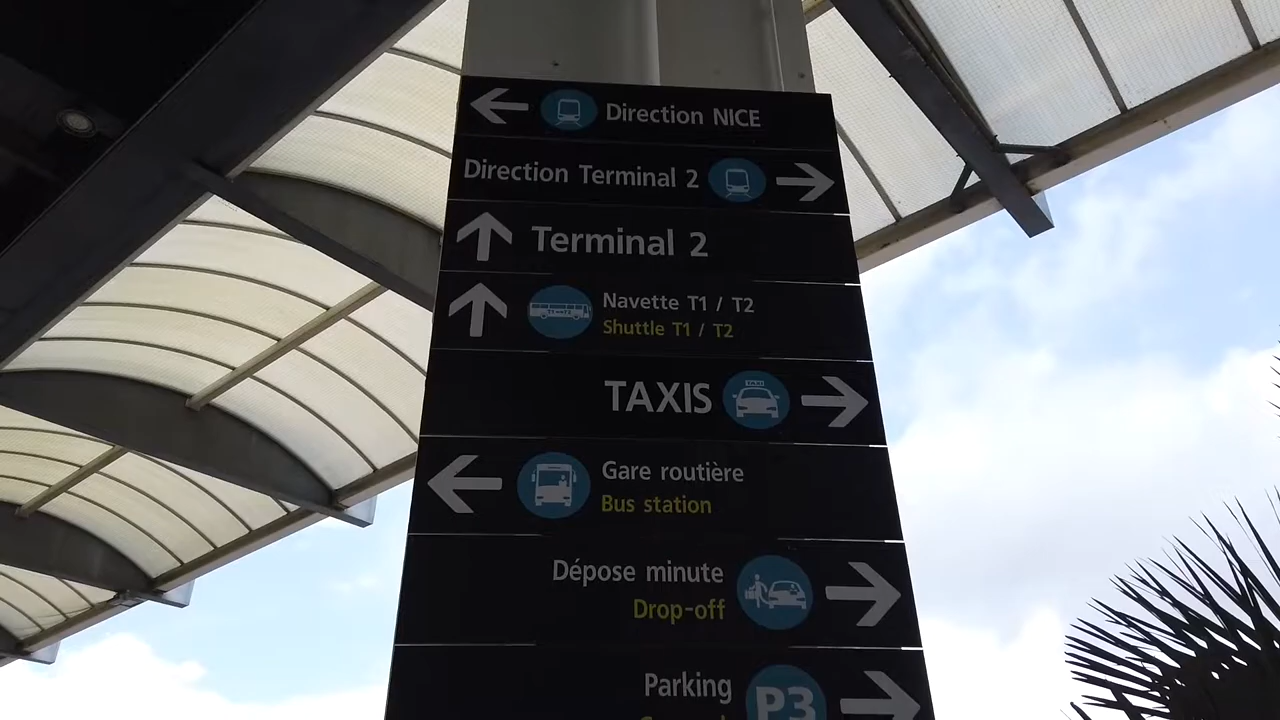 Direction NICE
Direction Terminal 2
Terminal 2
Navette T1 / T2
Shuttle T1 / T2
TAXI
TAXIS
Gare routière
Bus station
Dépose minute
Drop-off
Parking
P3